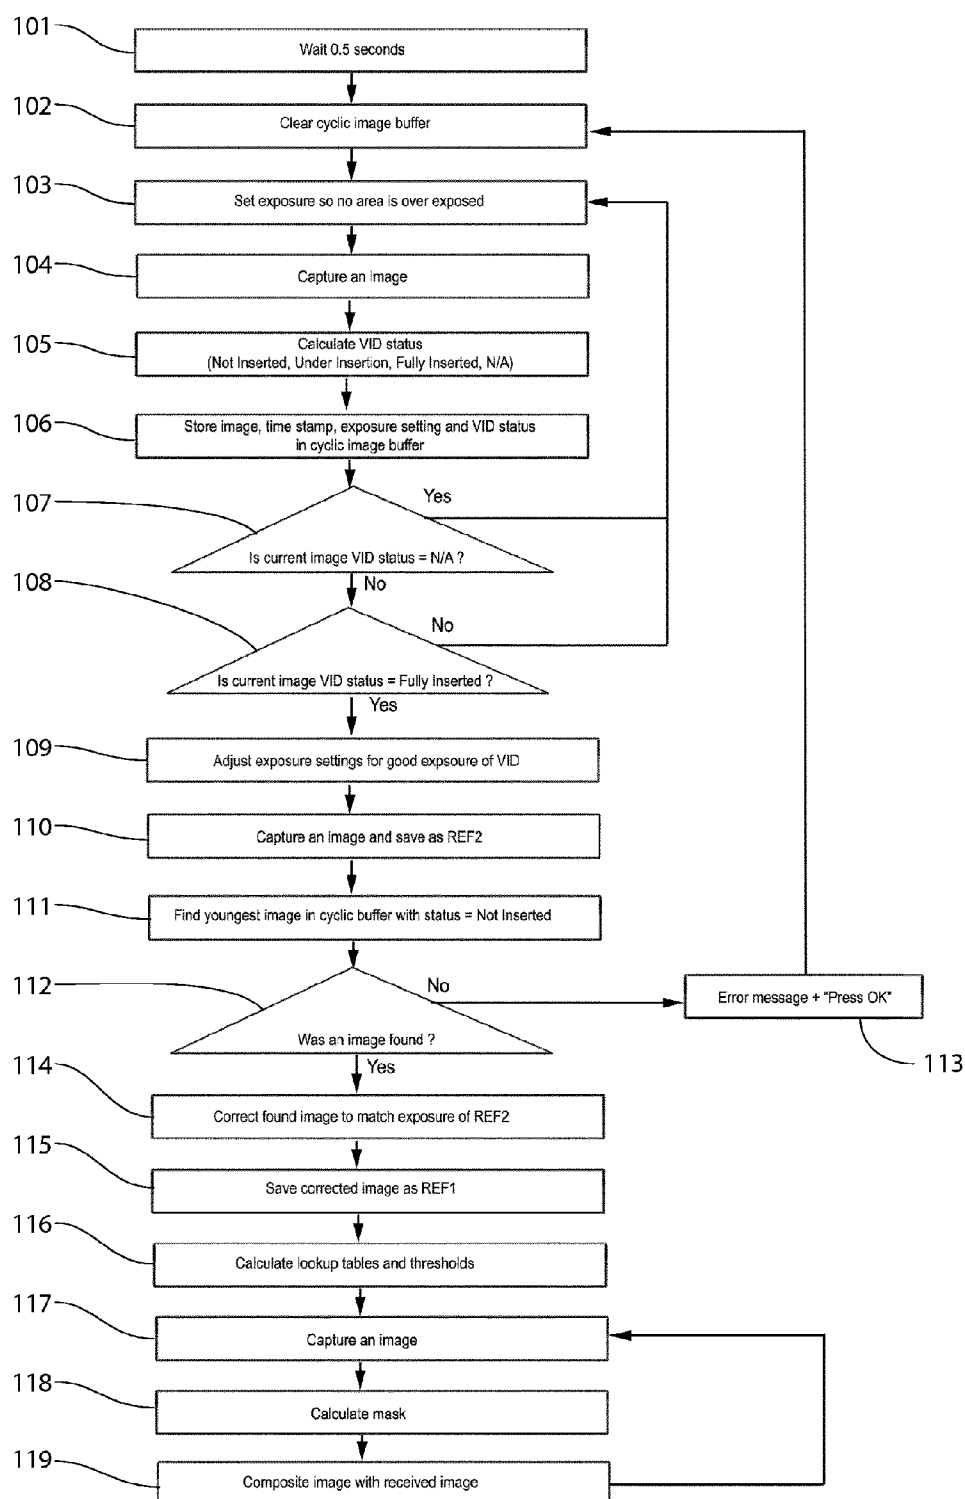 101
Wait 0.5 seconds
102
Clear cyclic image buffer
103
Set exposure so no area is over exposed
104
Capture an image
105
Calculate VID status
(Not Inserted, Under Insertion, Fully Inserted, N/A)
106
Store image, time stamp, exposure setting and VID status
in cyclic image buffer
107
Yes
Is current image VID status = N/A ?
No
108
No
Is current image VID status = Fully Inserted ?
Yes
109
Adjust exposure settings for good expsoure of VID
110
Capture an image and save as REF2
111
Find youngest image in cyclic buffer with status = Not Inserted
112
No
Was an image found ?
Yes
Error message + "Press OK"
113
114
Correct found image to match exposure of REF2
115
Save corrected image as REF1
116
Calculate lookup tables and thresholds
117
Capture an image
118
Calculate mask
119
Composite image with received image